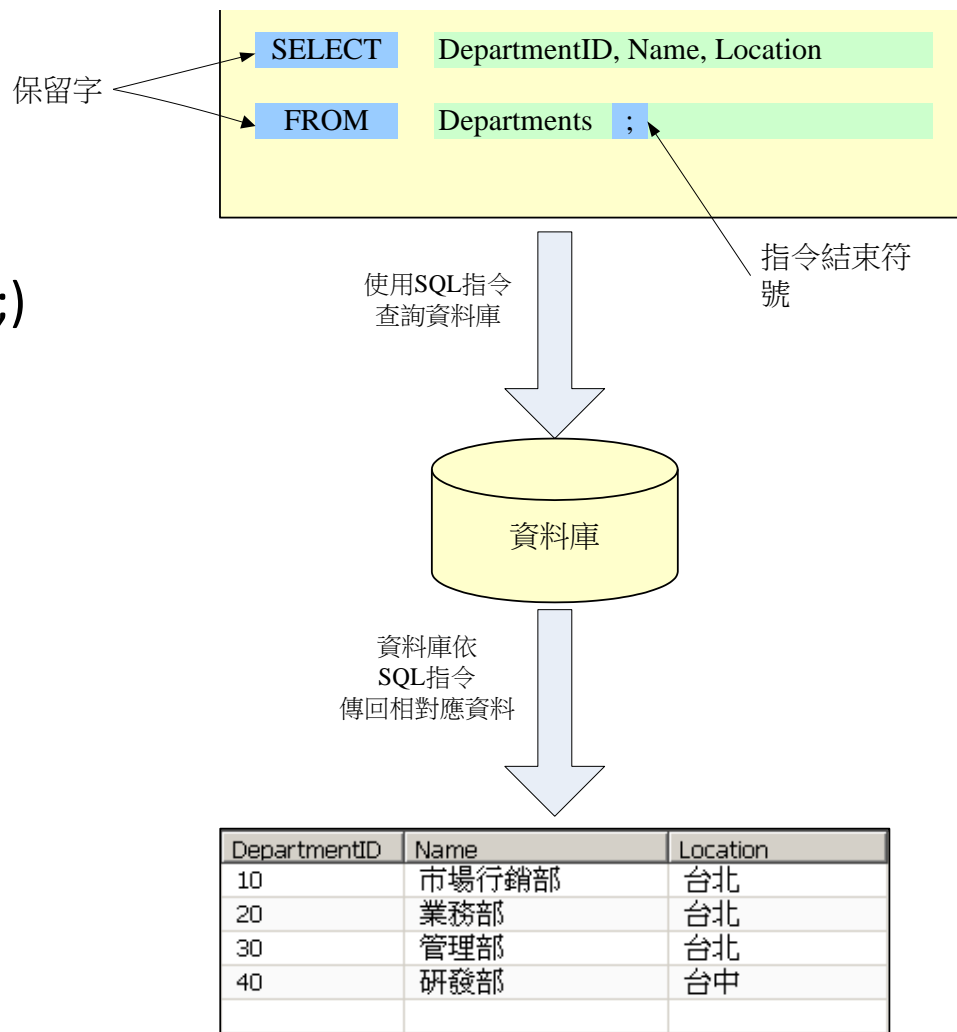 SELECT DepartmentID, Name, Location
保留字
FROM Departments ;
指令結束符
號
;)
使用SQL指令
查詢資料庫
資料庫
資料庫依
SQL指令
傳回相對應資料
DepartmentID Name Location
10 市場行銷部 台北
20 業務部 台北
30 管理部 台北
40 研發部 台中